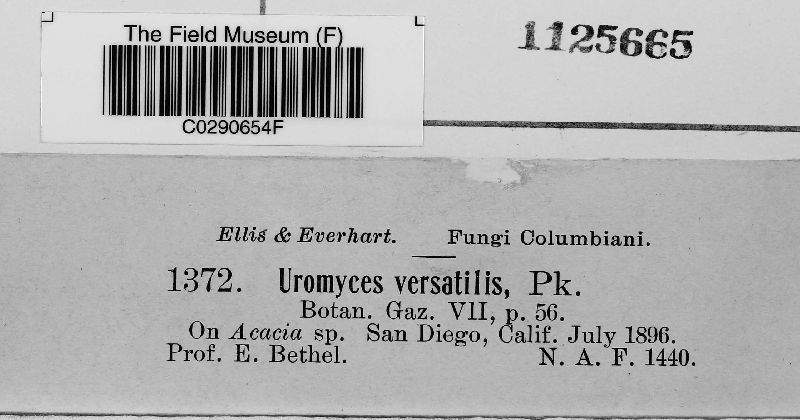 The Field Museum (F)
C0290654F
1125665
Ellis & Everhart. Fungi Columbiani.
1372. Uromyces versatilis, Pk.
Botan. Gaz. VII, p. 56.
On Acacia sp. San Diego, Calif. July 1896.
Prof. E. Bethel. N. A. F. 1440.